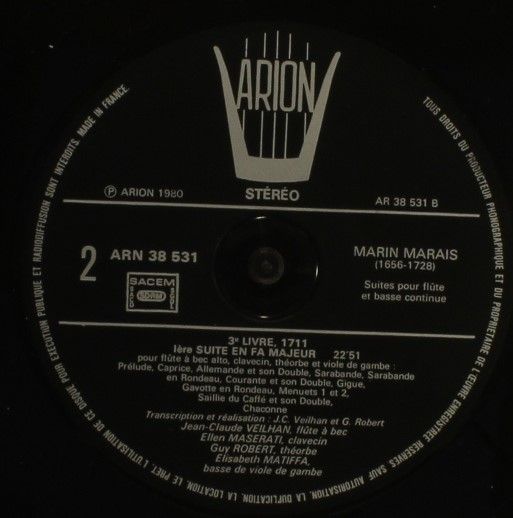 ARION
℗ ARION 1980
STÉRÉO
AR 38 531 B
2
ARN 38 531
SACEM
SACD
SDRM
SGDL
MARIN MARAIS
(1656-1728)
Suites pour flûte
et basse continue
3e LIVRE, 1711
Ière SUITE EN FA MAJEUR 22'51
pour flûte à bec alto, clavecin, théorbe et viole de gambe :
Prélude, Caprice, Allemande et son Double, Sarabande, Sarabande
en Rondeau, Courante et son Double, Gigue,
Gavotte en Rondeau, Menuets 1 et 2,
Saillie du Caffé et son Double,
Chaconne
Transcription et réalisation : J.C. Veilhan et G. Robert
Jean-Claude VEILHAN, flûte à bec
Ellen MASERATI, clavecin
Guy ROBERT, théorbe
Elisabeth MATIFFA,
basse de viole de gambe
TOUS DROITS DU PRODUCTEUR PHONOGRAPHIQUE ET DU PROPRIETAIRE DE L'ŒUVRE ENREGISTREE RESERVES SAUF AUTORISATION, LA DUPLICATION, LA LOCATION, LE PRET, L'UTILISATION DE CE DISQUE POUR EXECUTION PUBLIQUE ET RADIODIFFUSION SONT INTERDITS. MADE IN FRANCE.